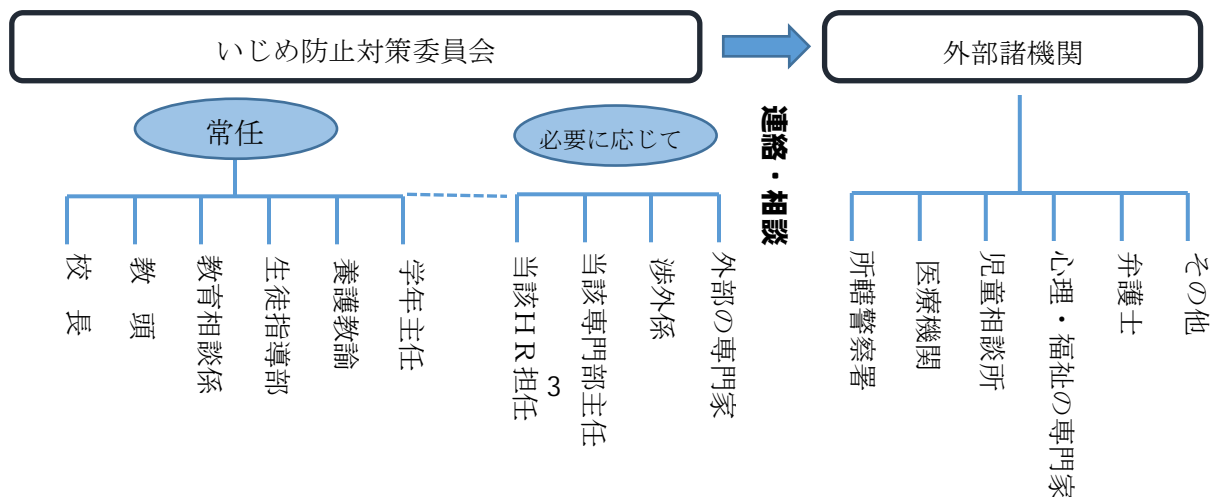 いじめ防止対策委員会
外部諸機関
常任
必要に応じて
連絡・相談
校 長
教 頭
教育相談係
生徒指導部
養護教諭
学年主任
当該HR担任
当該専門部主任
渉外係
外部の専門家
所轄警察署
医療機関
児童相談所
心理・福祉の専門家
弁護士
その他
3